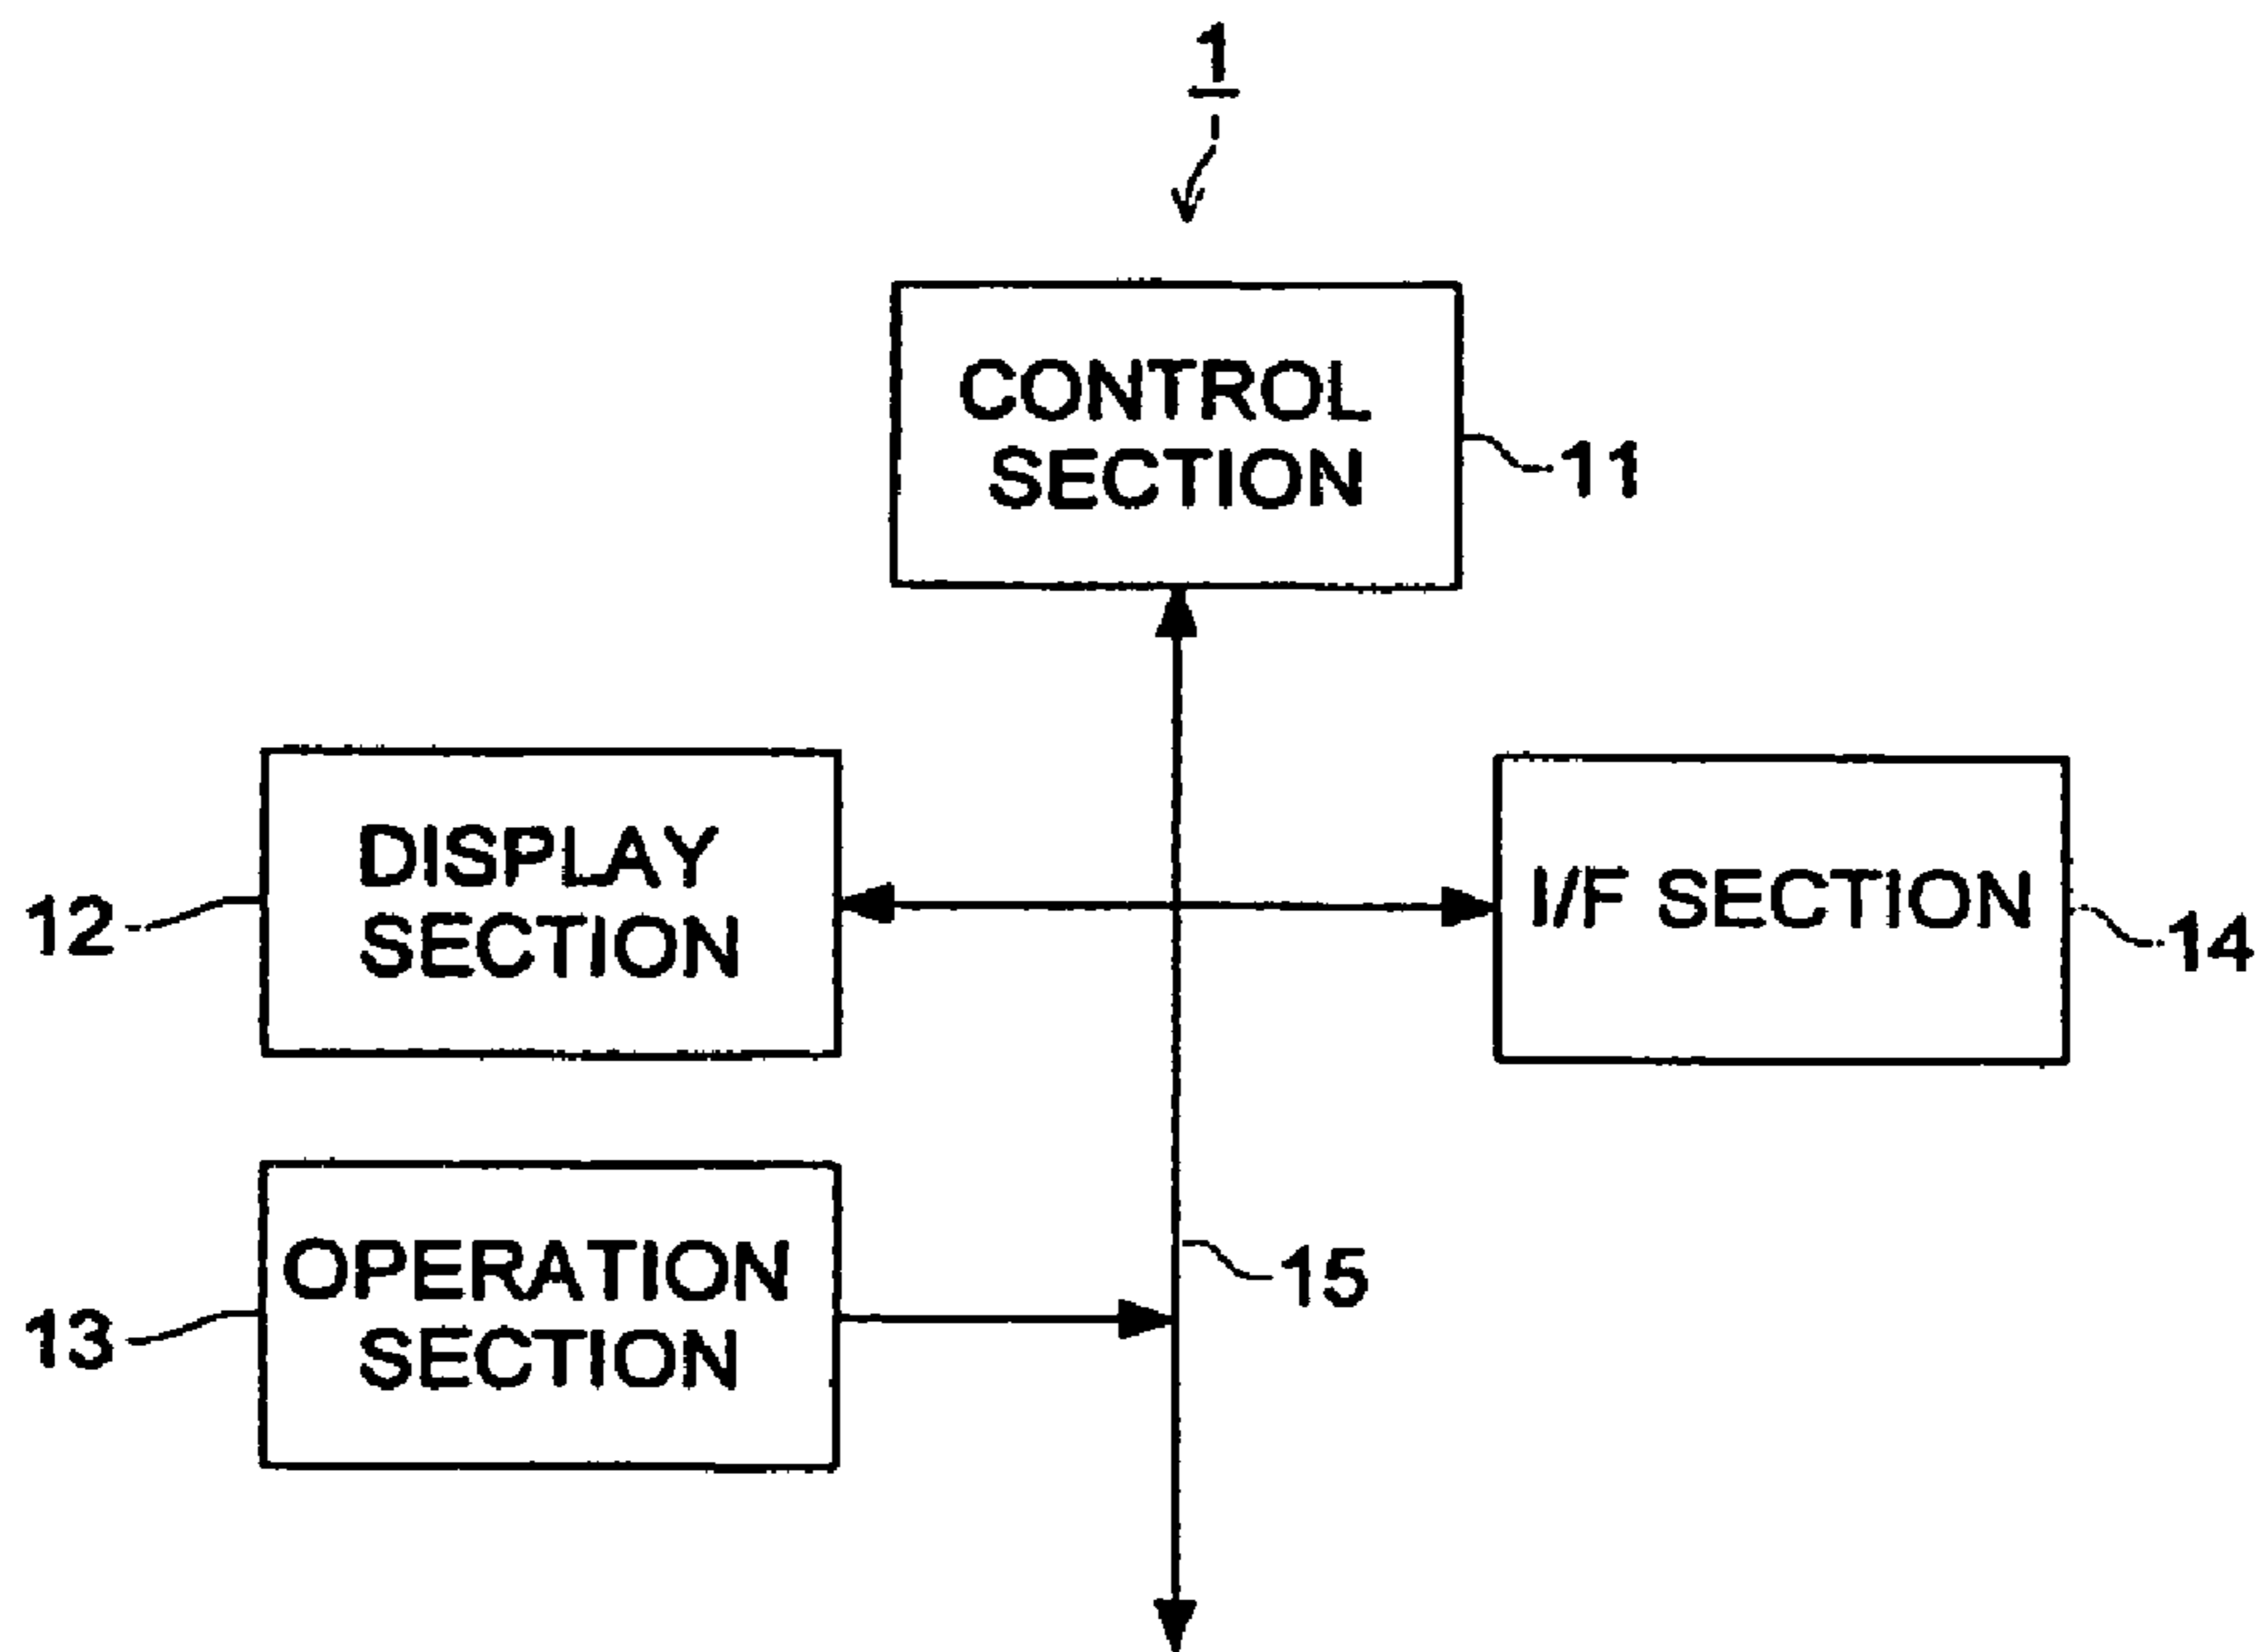 1
CONTROL
SECTION
11
DISPLAY
SECTION
12
I/F SECTION
14
OPERATION
SECTION
13
15